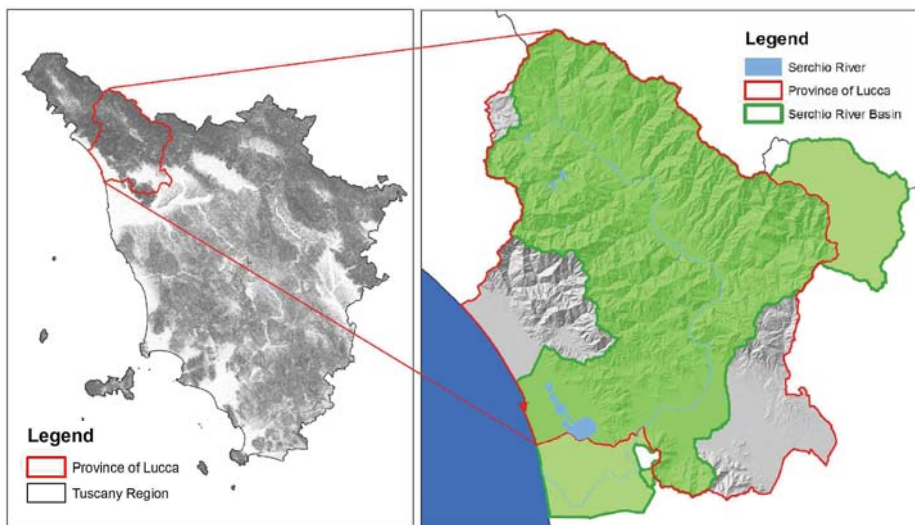 Legend
Province of Lucca
Tuscany Region
Legend
Serchio River
Province of Lucca
Serchio River Basin